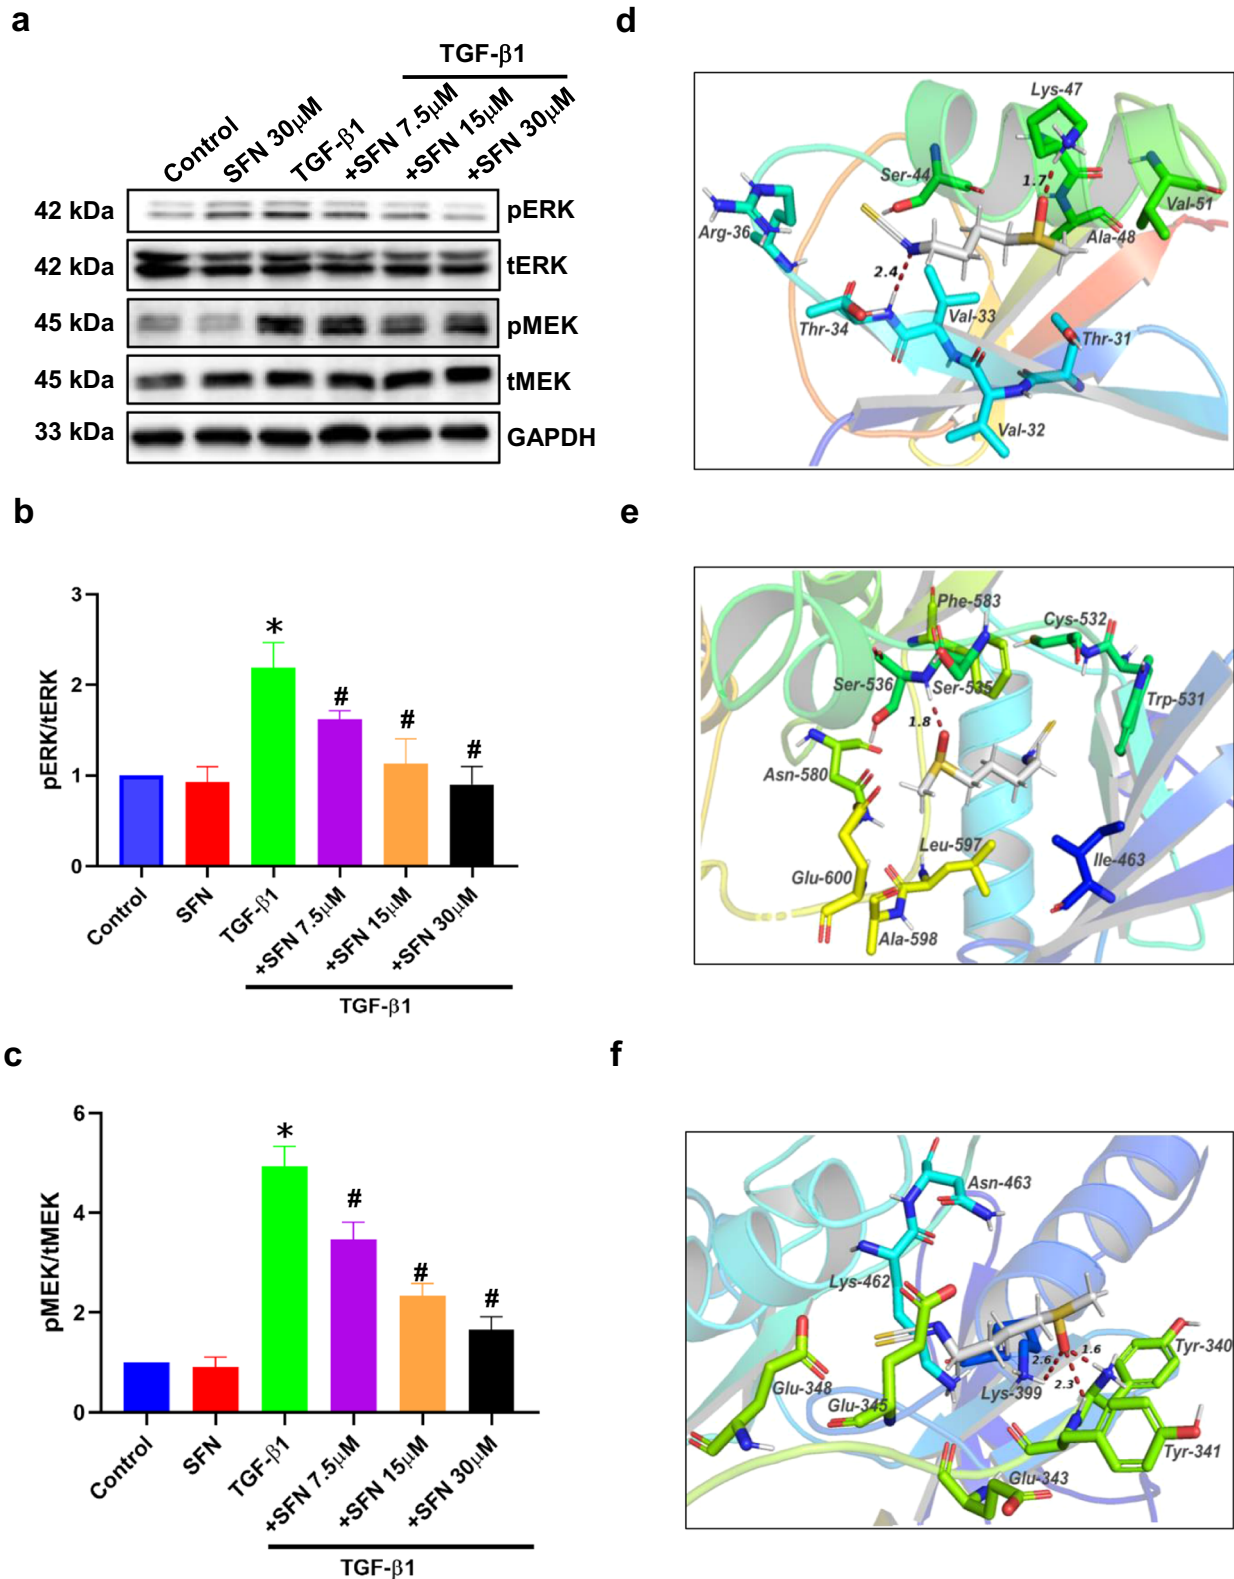 a
TGF-β1
Control
SFN 30μM
TGF-β1
+SFN 7.5μM
+SFN 15μM
+SFN 30μM
42 kDa
pERK
42 kDa
tERK
45 kDa
pMEK
45 kDa
tMEK
33 kDa
GAPDH
b
pERK/tERK
3
2
1
0
*
#
#
#
Control
SFN
TGF-β1
+SFN 7.5μM
+SFN 15μM
+SFN 30μM
TGF-β1
c
pMEK/tMEK
6
4
2
0
*
#
#
#
Control
SFN
TGF-β1
+SFN 7.5μM
+SFN 15μM
+SFN 30μM
TGF-β1
d
Lys-47
Ser-44
1.7
Val-51
Arg-36
Ala-48
2.4
Thr-34
Val-33
Thr-31
Val-32
e
Phe-583
Cys-532
Ser-536
Ser-535
Trp-531
1.8
Asn-580
Leu-597
Ile-463
Glu-600
Ala-598
f
Asn-463
Lys-462
Tyr-340
2.6
1.6
Glu-348
Lys-399
2.3
Glu-345
Tyr-341
Glu-343